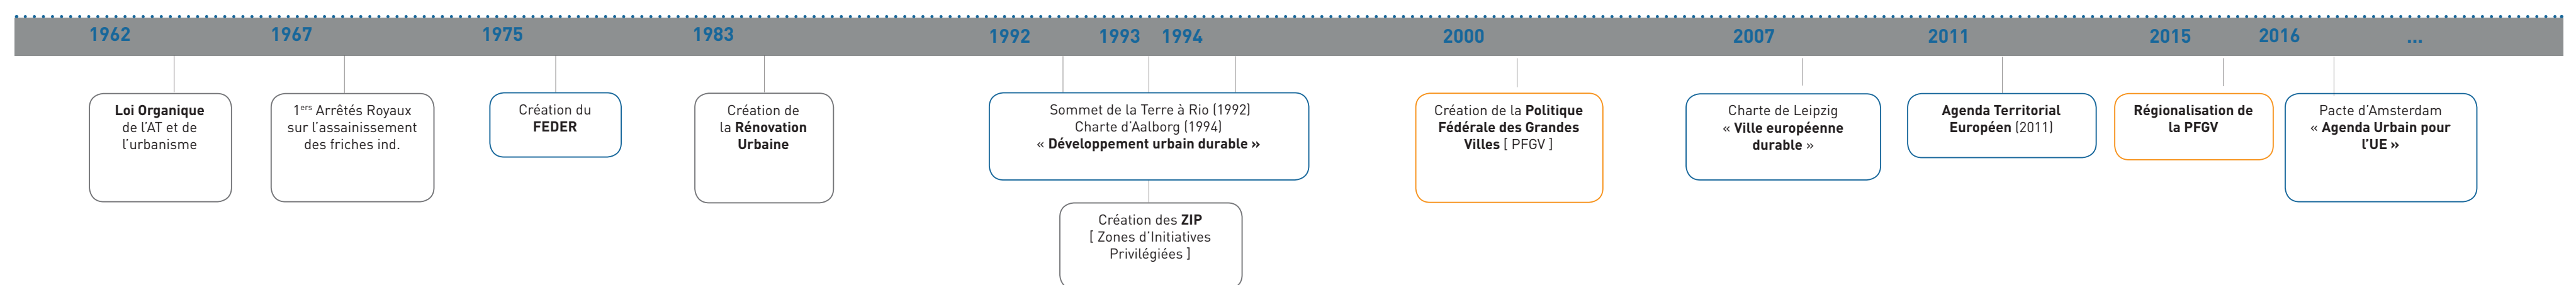 1962 1967 1975 1983 1992 1993 1994 2000 2007 2011 2015 2016 ...
Loi Organique
de l'AT et de
l'urbanisme
1ers Arrêtés Royaux
sur l'assainissement
des friches ind.
Création du
FEDER
Création de
la Rénovation
Urbaine
Sommet de la Terre à Rio (1992)
Charte d'Aalborg (1994)
« Développement urbain durable »
Création des ZIP
[ Zones d'Initiatives
Privilégiées ]
Création de la Politique
Fédérale des Grandes
Villes [ PFGV ]
Charte de Leipzig
« Ville européenne
durable »
Agenda Territorial
Européen (2011)
Régionalisation de
la PFGV
Pacte d'Amsterdam
« Agenda Urbain pour
l'UE »